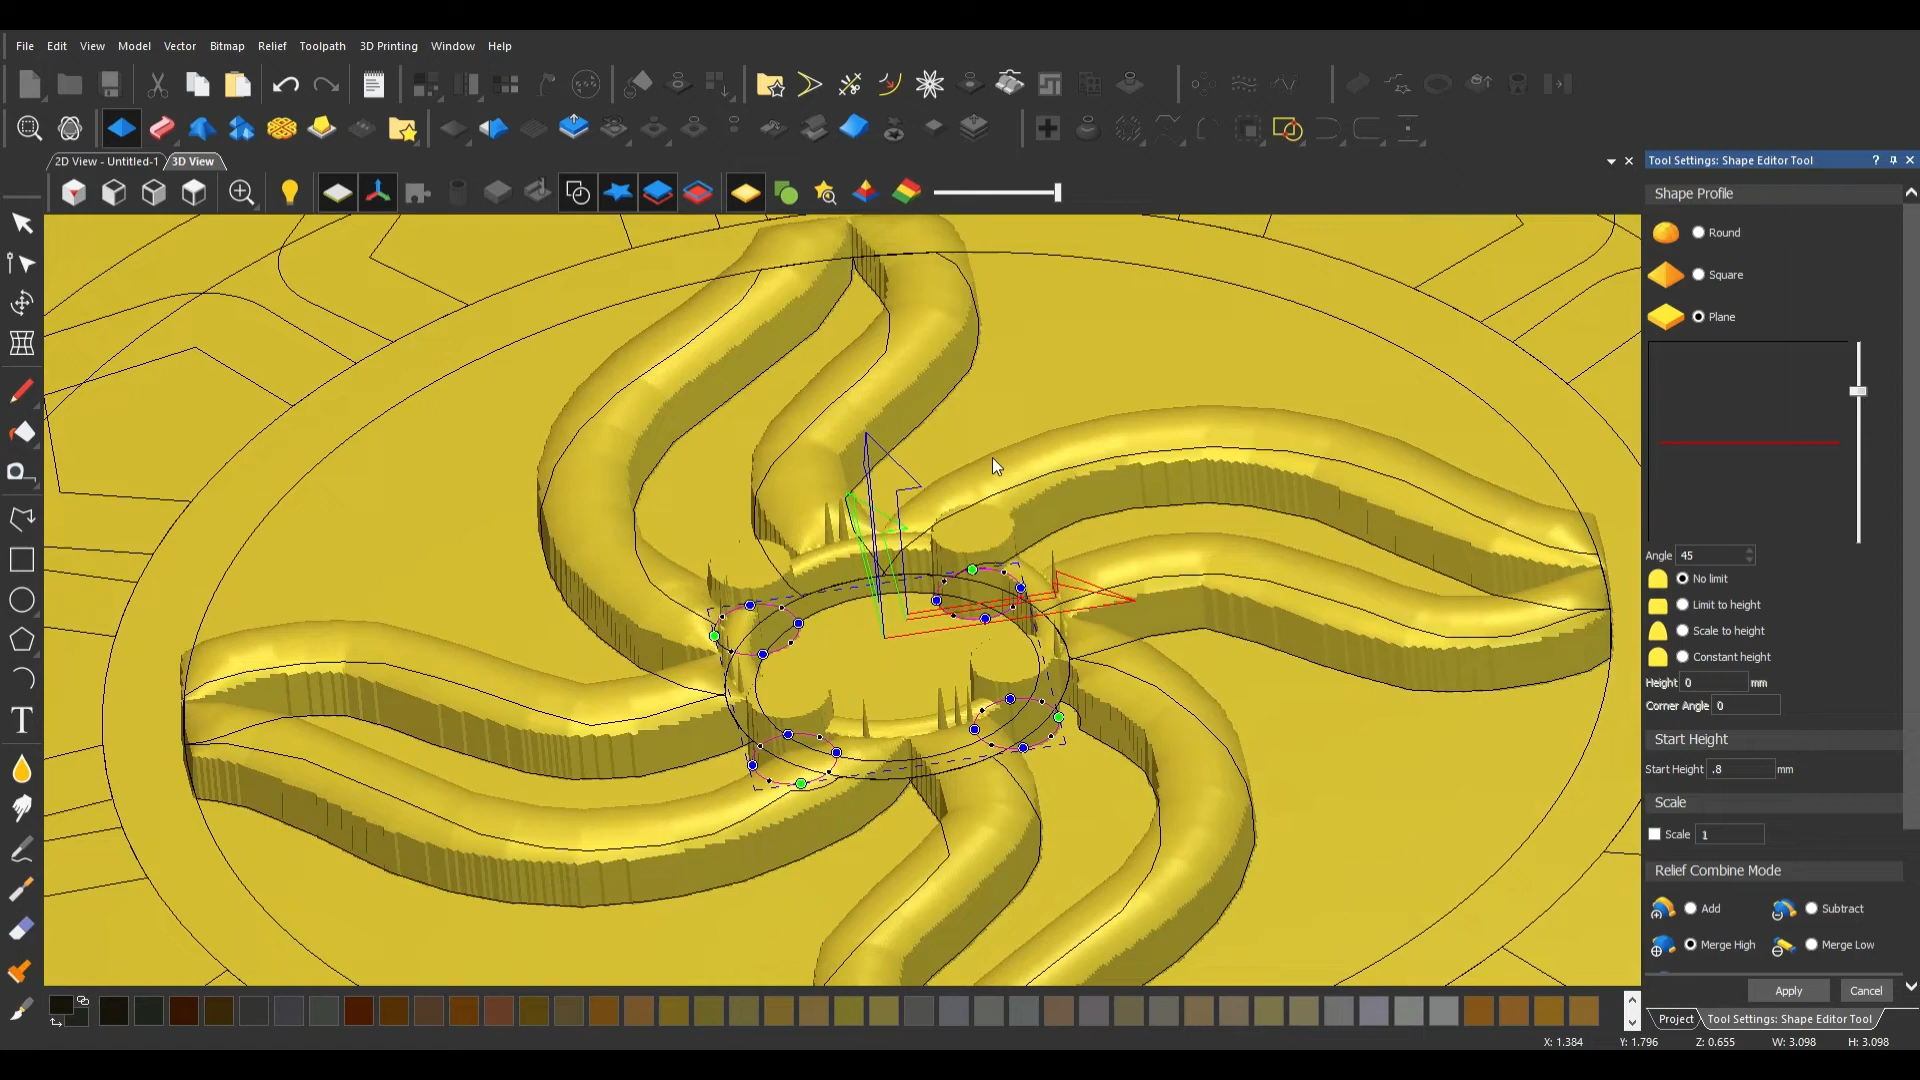 File Edit View Model Vector Bitmap Relief Toolpath 3D Printing Window Help
2D View - Untitled-1 3D View
Tool Settings: Shape Editor Tool
Shape Profile
Round
Square
Plane
Angle 45
No limit
Limit to height
Scale to height
Constant height
Height 0 mm
Corner Angle 0
Start Height
Start Height .8 mm
Scale
Scale 1
Relief Combine Mode
Add Subtract
Merge High Merge Low
Apply Cancel
Project Tool Settings: Shape Editor Tool
X: 1.384 Y: 1.796 Z: 0.655 W: 3.098 H: 3.098